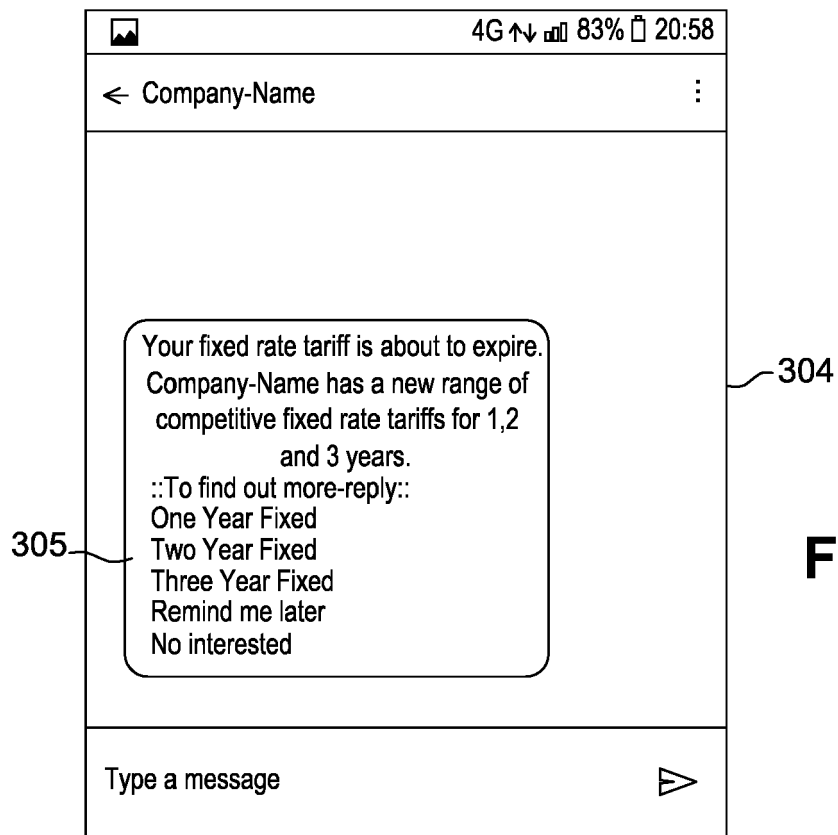 4G 83% 20:58
Company-Name
Your fixed rate tariff is about to expire.
Company-Name has a new range of
competitive fixed rate tariffs for 1,2
and 3 years.
::To find out more-reply::
One Year Fixed
Two Year Fixed
Three Year Fixed
Remind me later
No interested
304
305
F
Type a message